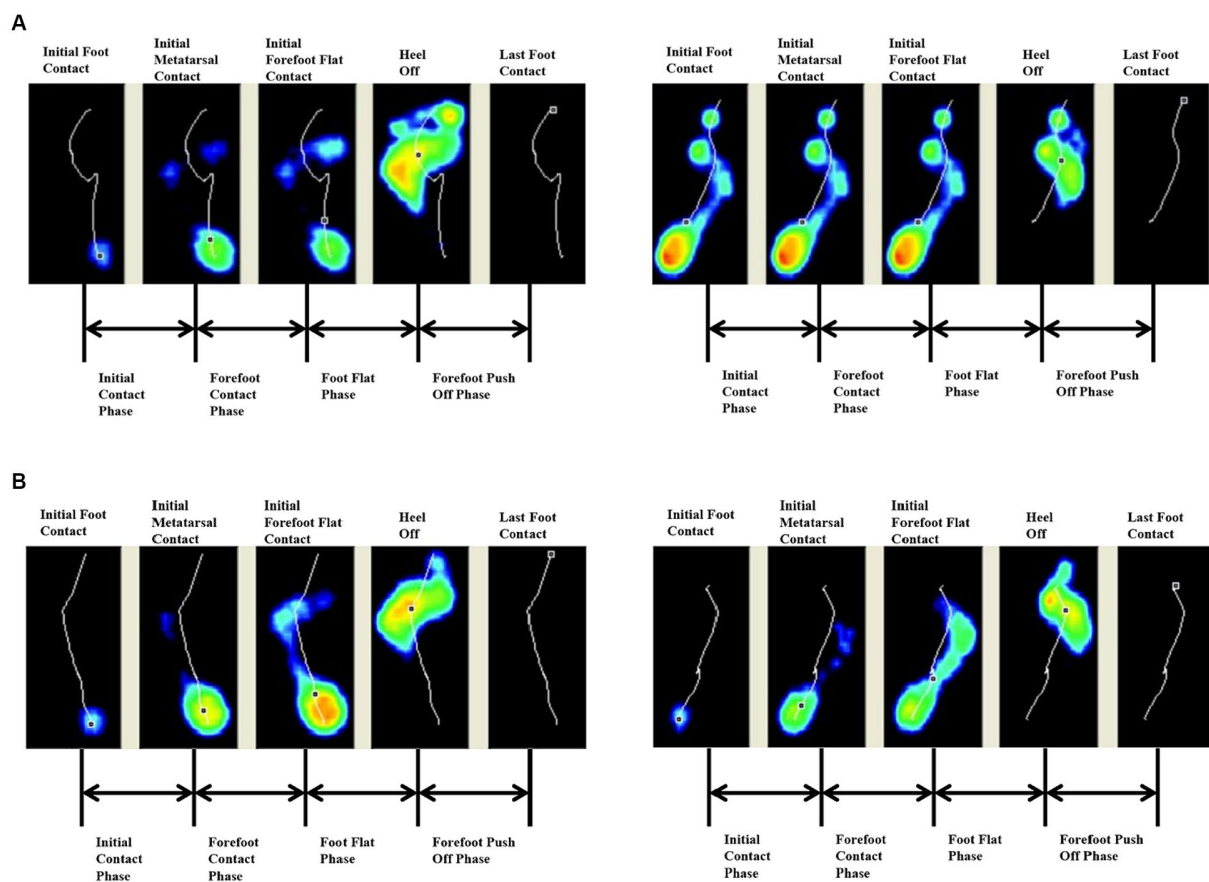 A
Initial Foot
Contact
Initial
Metatarsal
Contact
Initial
Forefoot Flat
Contact
Heel
Off
Last Foot
Contact
Initial
Contact
Phase
Forefoot
Contact
Phase
Foot Flat
Phase
Forefoot Push
Off Phase
Initial Foot
Contact
Initial
Metatarsal
Contact
Initial
Forefoot Flat
Contact
Heel
Off
Last Foot
Contact
Initial
Contact
Phase
Forefoot
Contact
Phase
Foot Flat
Phase
Forefoot Push
Off Phase
B
Initial Foot
Contact
Initial
Metatarsal
Contact
Initial
Forefoot Flat
Contact
Heel
Off
Last Foot
Contact
Initial
Contact
Phase
Forefoot
Contact
Phase
Foot Flat
Phase
Forefoot Push
Off Phase
Initial Foot
Contact
Initial
Metatarsal
Contact
Initial
Forefoot Flat
Contact
Heel
Off
Last Foot
Contact
Initial
Contact
Phase
Forefoot
Contact
Phase
Foot Flat
Phase
Forefoot Push
Off Phase